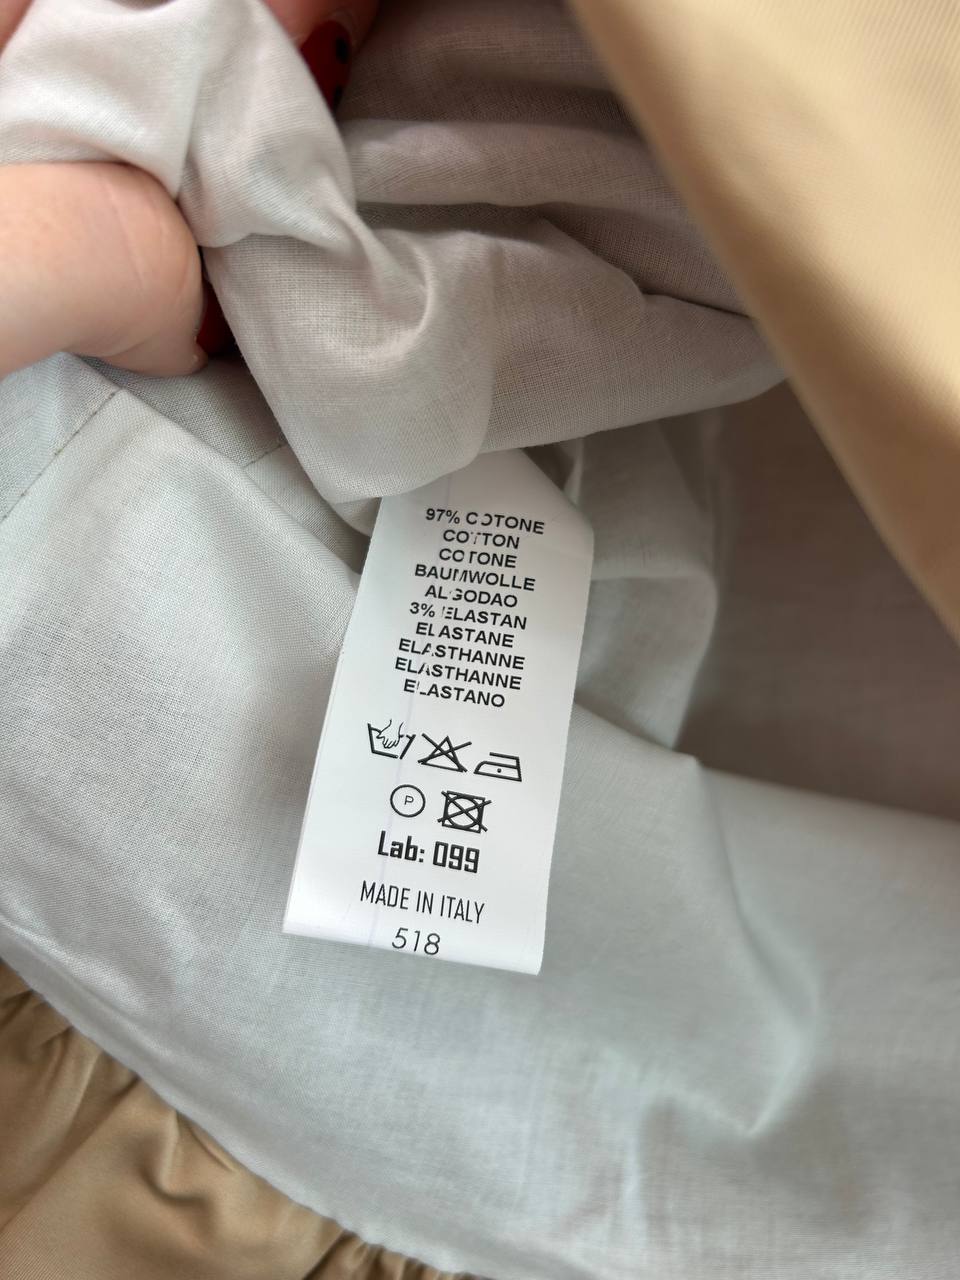 97% COTONE
COTTON
COTONE
BAUMWOLLE
ALGODAO
3% ELASTAN
ELASTANE
ELASTHANNE
ELASTHANNE
ELASTANO
P
Lab: 099
MADE IN ITALY
518